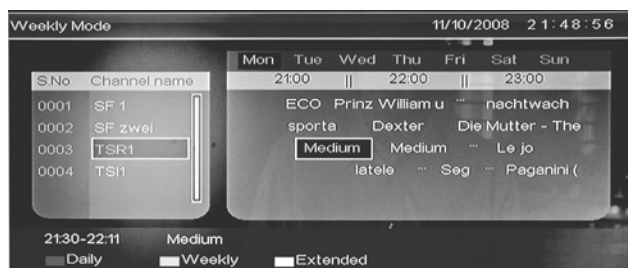 Weekly Mode 11/10/2008 21:48:56
Mon Tue Wed Thu Fri Sat Sun
S.No Channel name 21:00 || 22:00 || 23:00
0001 SF 1 ECO Prinz William u ... nachtwach
0002 SF zwei sporta Dexter Die Mutter - The
0003 TSR1 Medium Medium ... Le jo
0004 TSI1 latele ... Seg ... Paganini (
21:30-22:11 Medium
Daily Weekly Extended